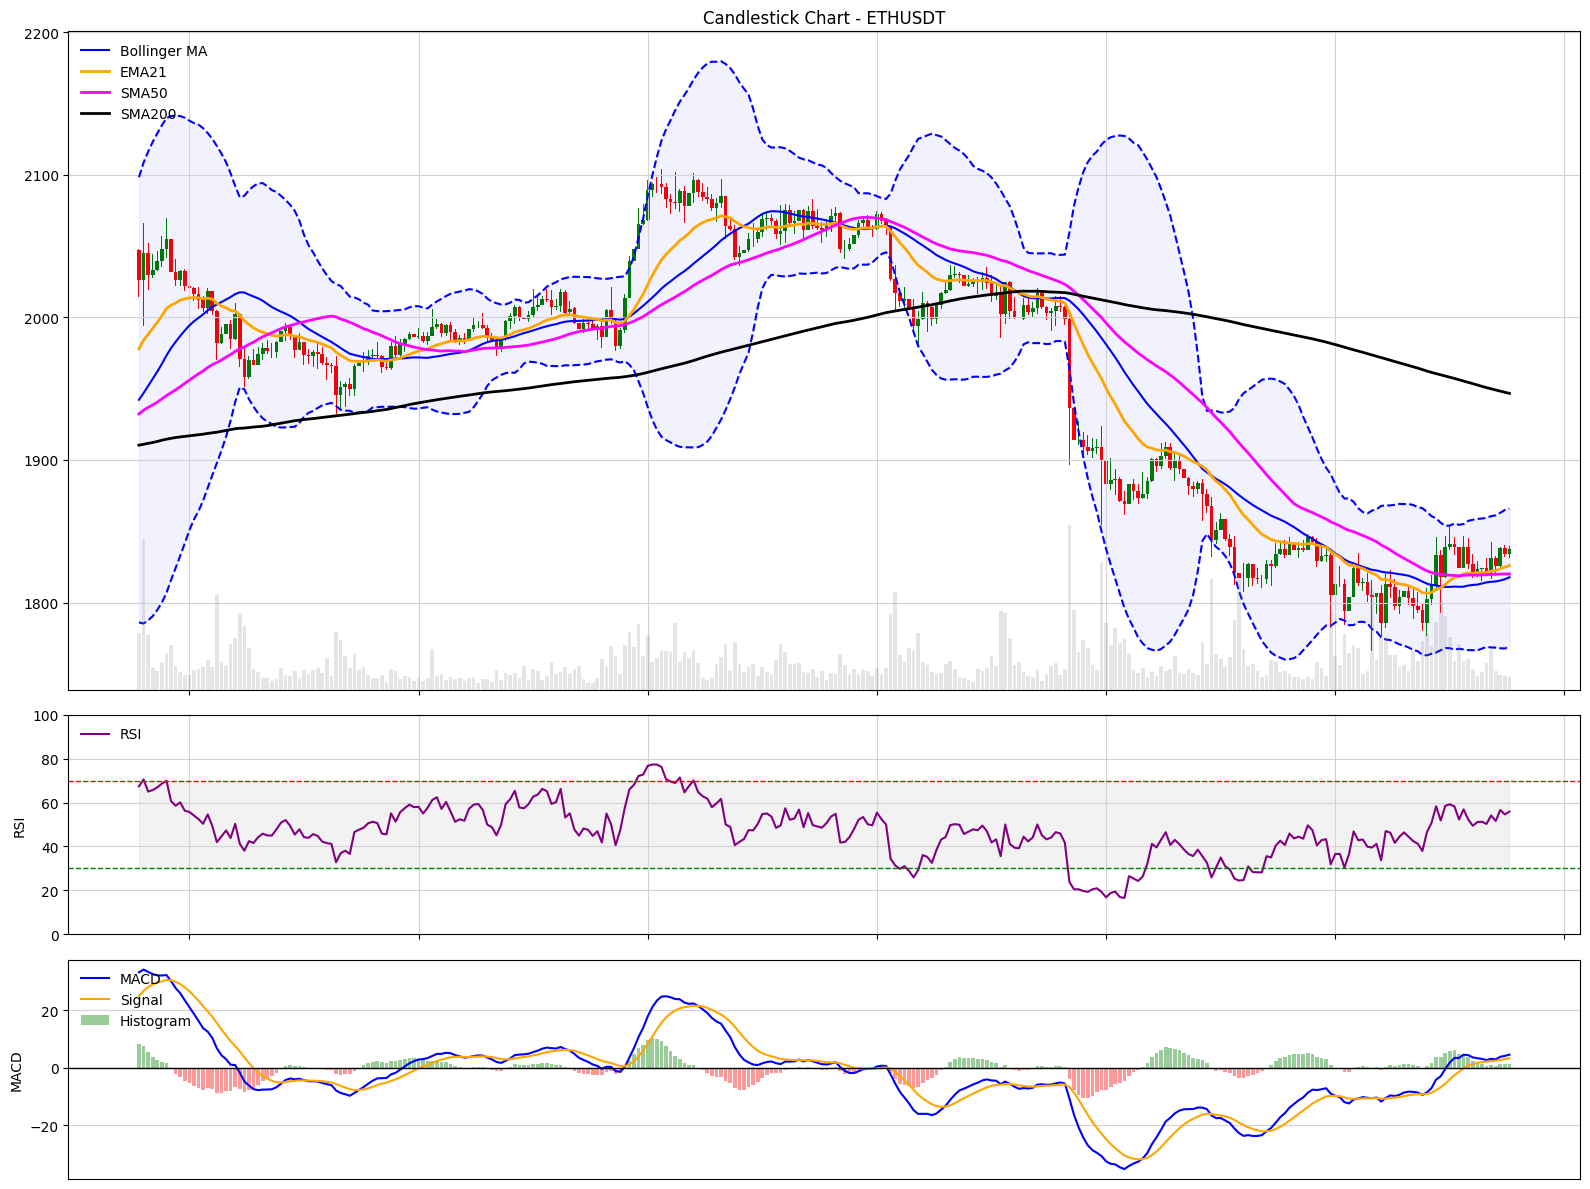 Candlestick Chart - ETHUSDT
2200
2100
2000
1900
1800
Bollinger MA
EMA21
SMA50
SMA200
RSI
100
80
60
40
20
0
RSI
MACD
20
0
−20
MACD
Signal
Histogram